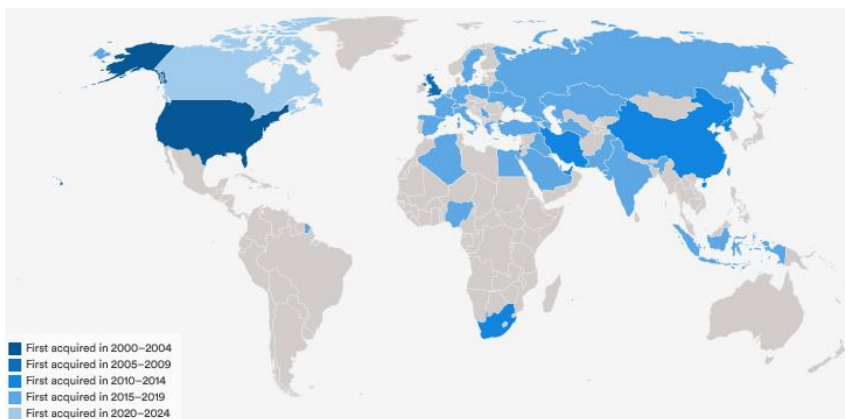 First acquired in 2000–2004
First acquired in 2005–2009
First acquired in 2010–2014
First acquired in 2015–2019
First acquired in 2020–2024